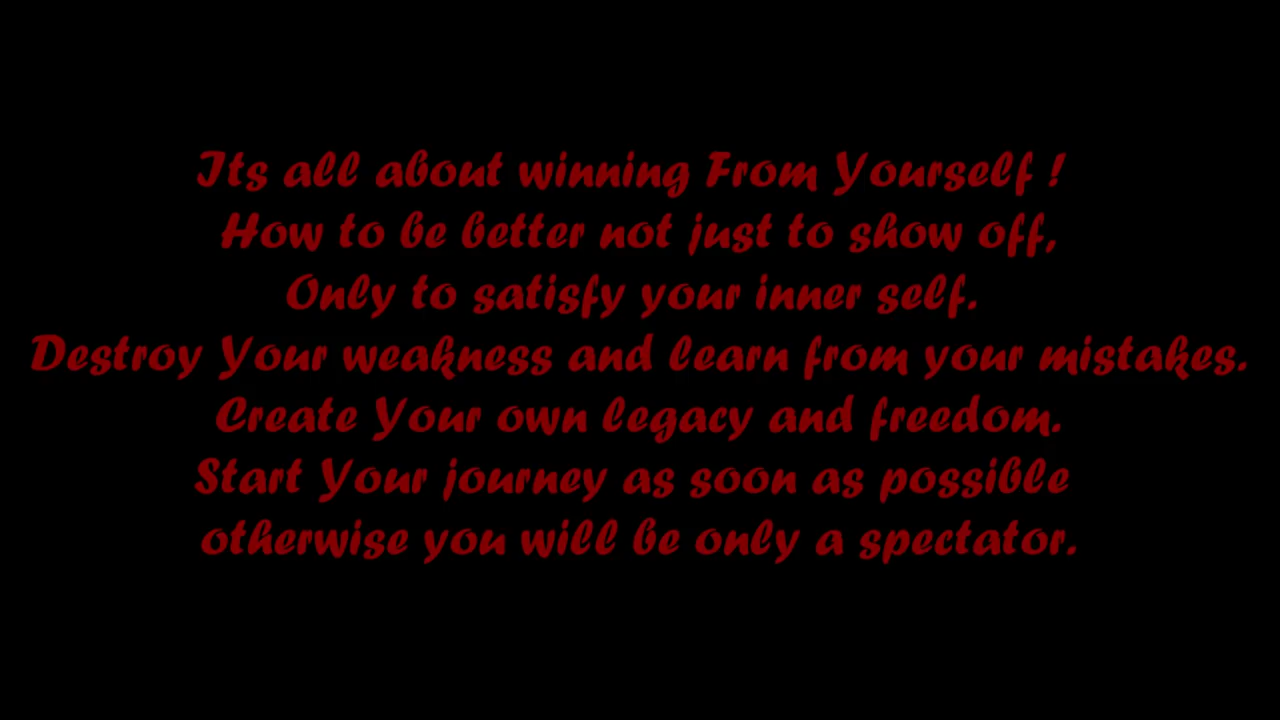 Its all about winning From Yourself !
How to be better not just to show off,
Only to satisfy your inner self.
Destroy Your weakness and learn from your mistakes.
Create Your own legacy and freedom.
Start Your journey as soon as possible
otherwise you will be only a spectator.